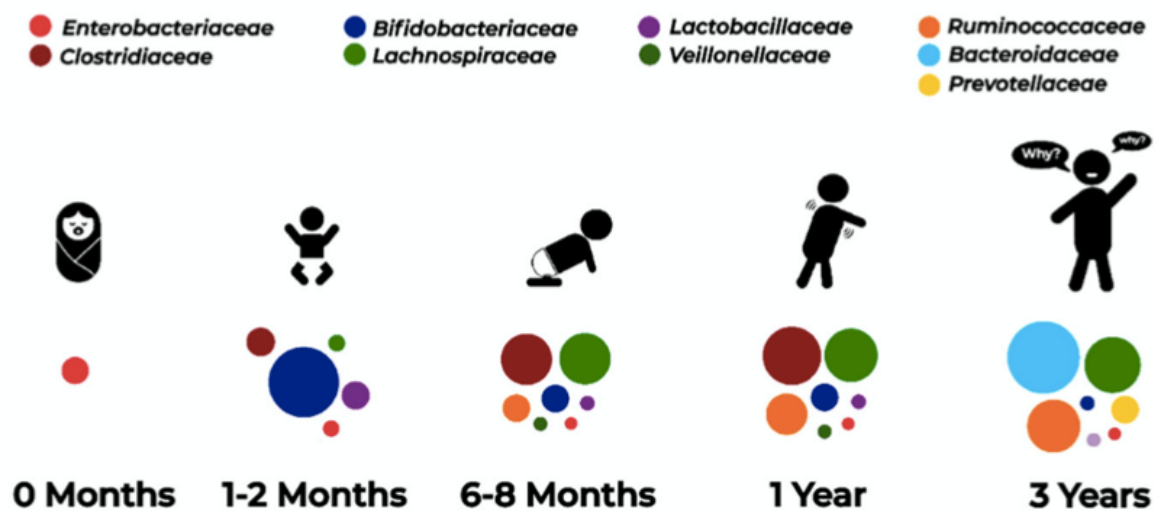 Enterobacteriaceae
Clostridiaceae
Bifidobacteriaceae
Lachnospiraceae
Lactobacillaceae
Veillonellaceae
Ruminococcaceae
Bacteroidaceae
Prevotellaceae
Why?
why?
0 Months
1-2 Months
6-8 Months
1 Year
3 Years